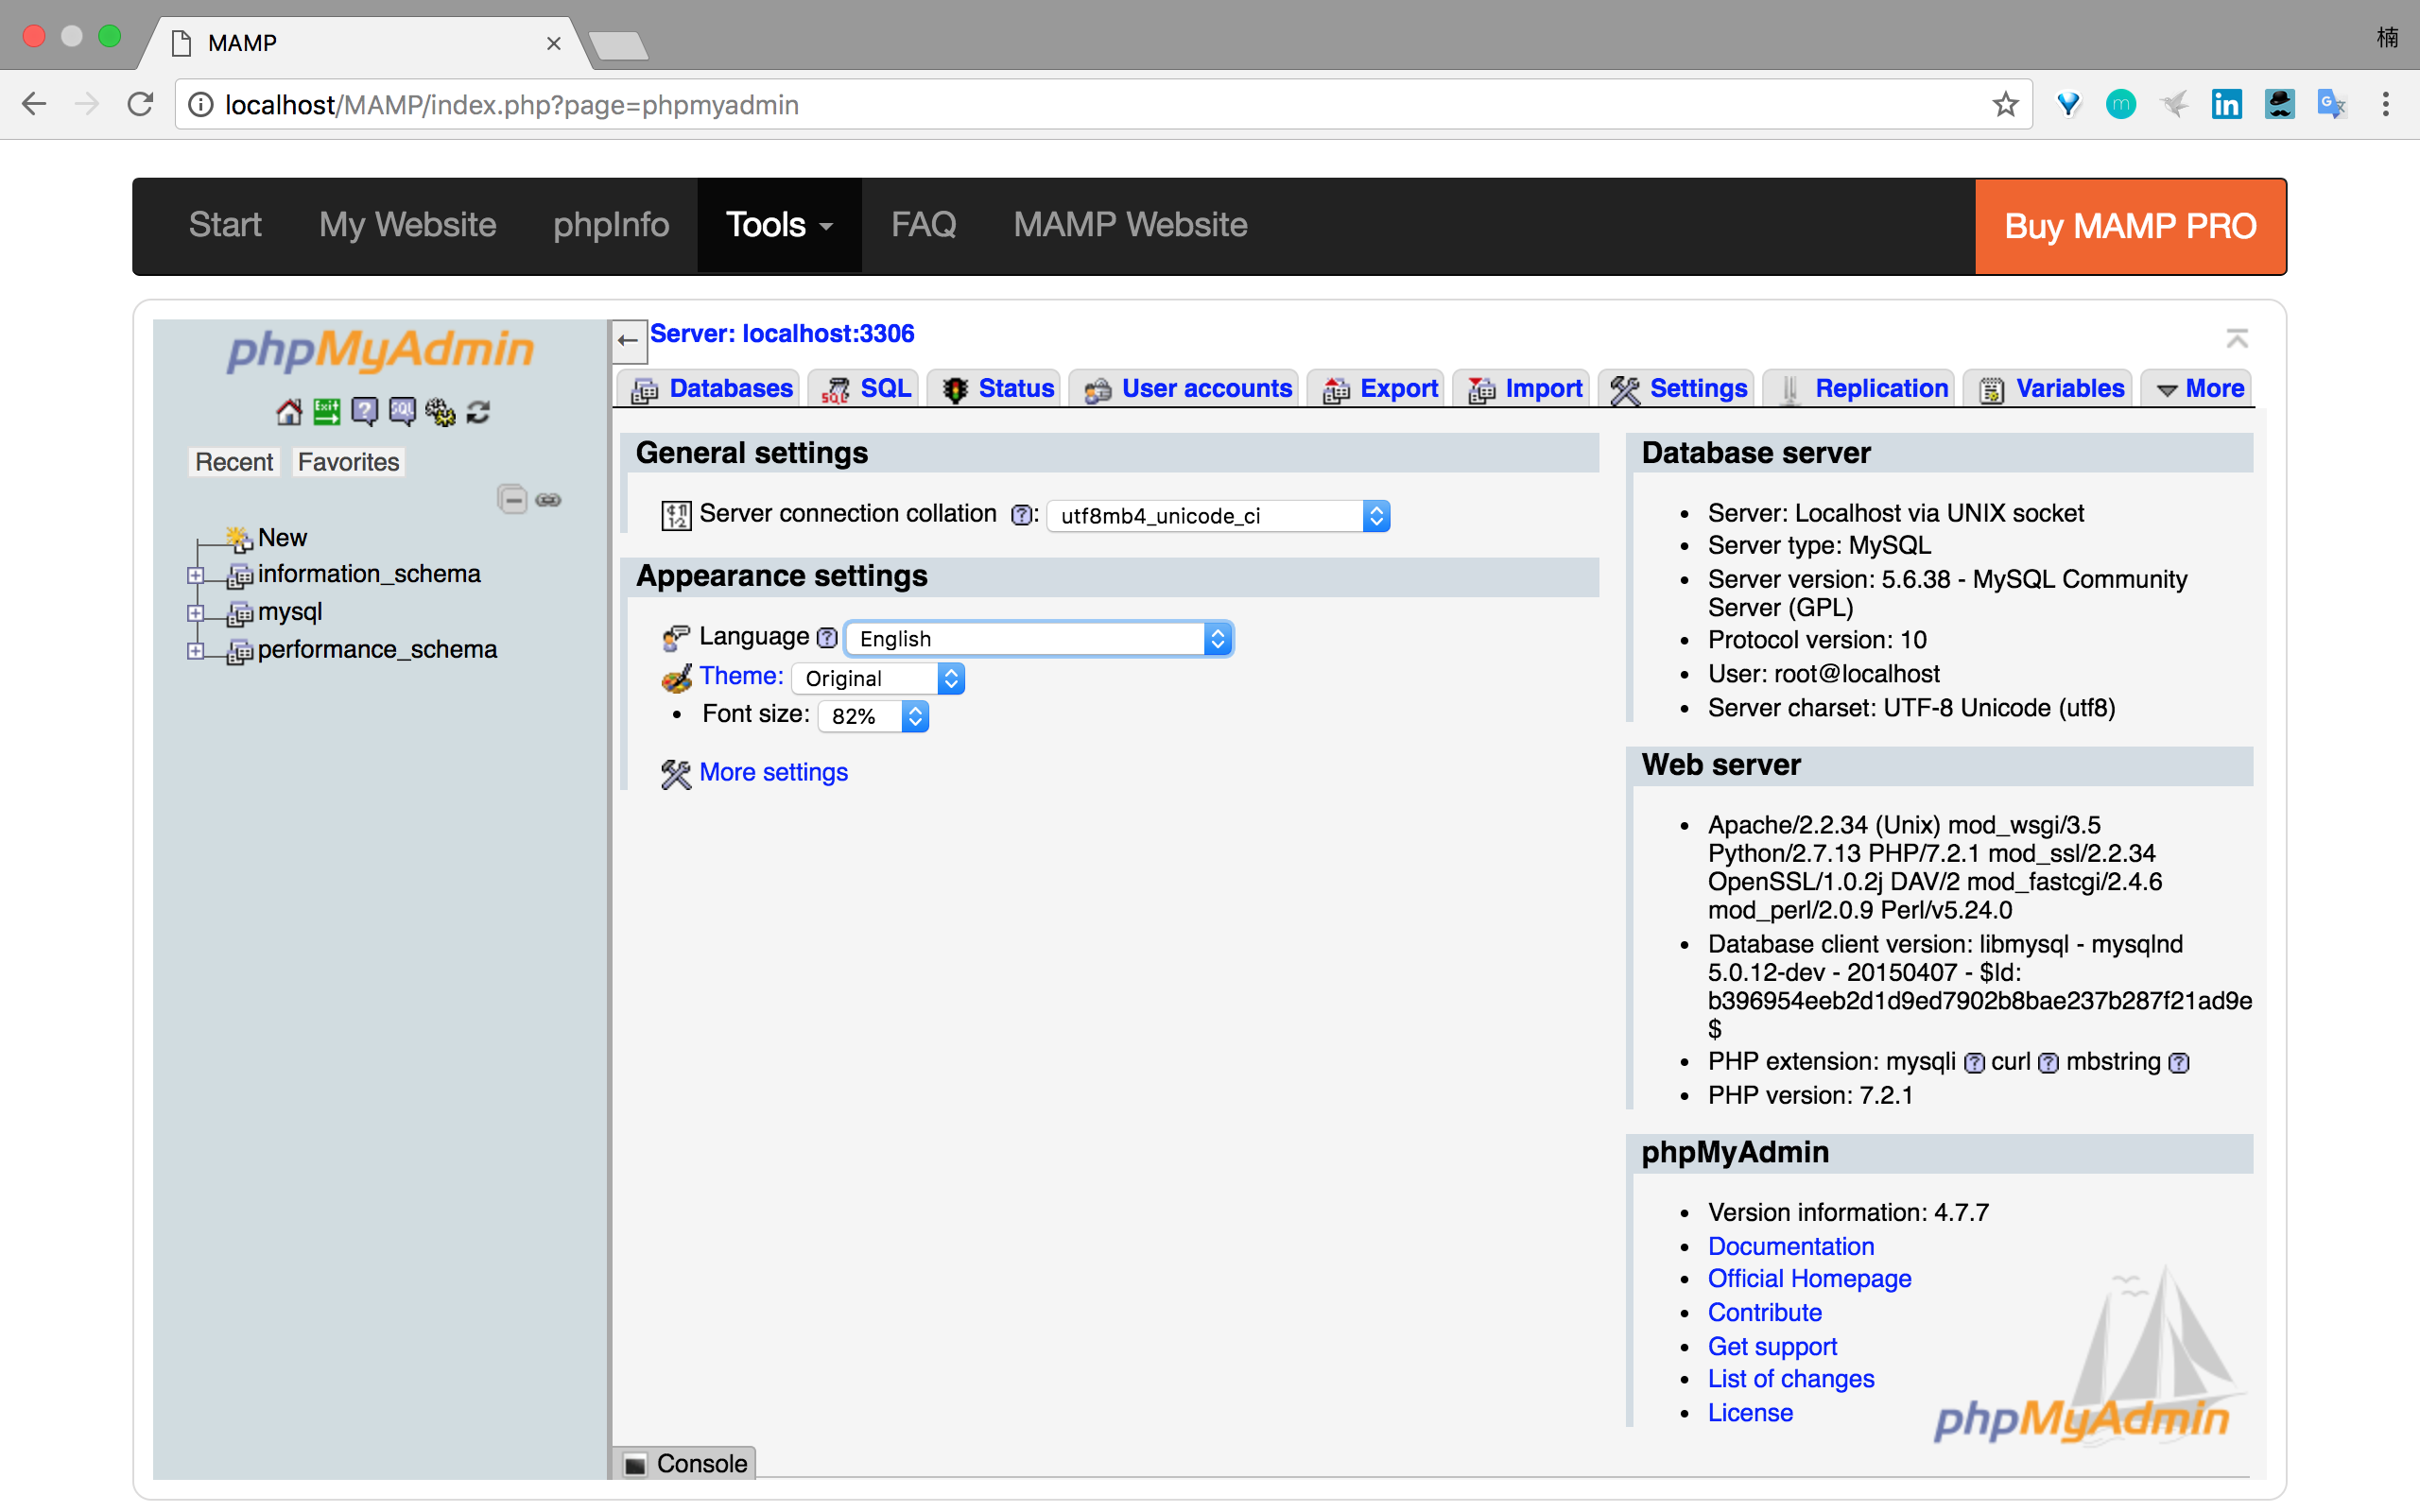 MAMP
楠
localhost/MAMP/index.php?page=phpmyadmin
Start My Website phpInfo Tools FAQ MAMP Website Buy MAMP PRO
phpMyAdmin
Exit SQL
Recent Favorites
New
information_schema
mysql
performance_schema
Server: localhost:3306
Databases SQL Status User accounts Export Import Settings Replication Variables More
General settings
Server connection collation : utf8mb4_unicode_ci
Appearance settings
Language English
Theme: Original
• Font size: 82%
More settings
Console
Database server
• Server: Localhost via UNIX socket
• Server type: MySQL
• Server version: 5.6.38 - MySQL Community
Server (GPL)
• Protocol version: 10
• User: root@localhost
• Server charset: UTF-8 Unicode (utf8)
Web server
• Apache/2.2.34 (Unix) mod_wsgi/3.5
Python/2.7.13 PHP/7.2.1 mod_ssl/2.2.34
OpenSSL/1.0.2j DAV/2 mod_fastcgi/2.4.6
mod_perl/2.0.9 Perl/v5.24.0
• Database client version: libmysql - mysqlnd
5.0.12-dev - 20150407 - $Id:
b396954eeb2d1d9ed7902b8bae237b287f21ad9e
$
• PHP extension: mysqli curl mbstring
• PHP version: 7.2.1
phpMyAdmin
• Version information: 4.7.7
• Documentation
• Official Homepage
• Contribute
• Get support
• List of changes
• License
phpMyAdmin